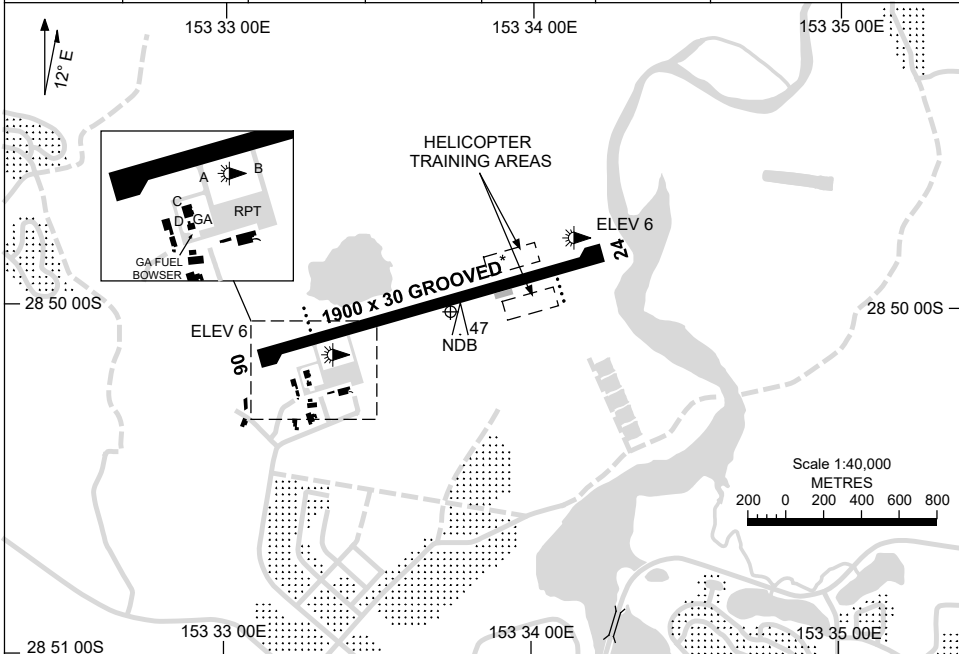 153 33 00E
153 34 00E
153 35 00E
12° E
HELICOPTER
TRAINING AREAS
A
B
C
D
GA
RPT
GA FUEL
BOWSER
ELEV 6
24
28 50 00S
28 50 00S
1900 x 30 GROOVED*
ELEV 6
06
47
NDB
Scale 1:40,000
METRES
200 0 200 400 600 800
153 33 00E
153 34 00E
153 35 00E
28 51 00S